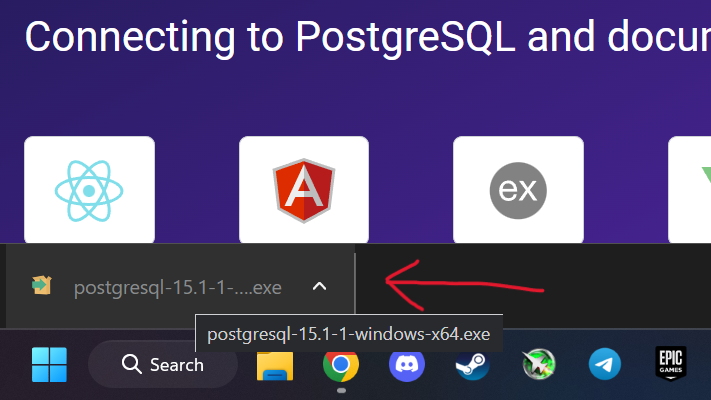 Connecting to PostgreSQL and docum
A
ex
postgresql-15.1-1-....exe
postgresql-15.1-1-windows-x64.exe
Search
EPIC
GAMES